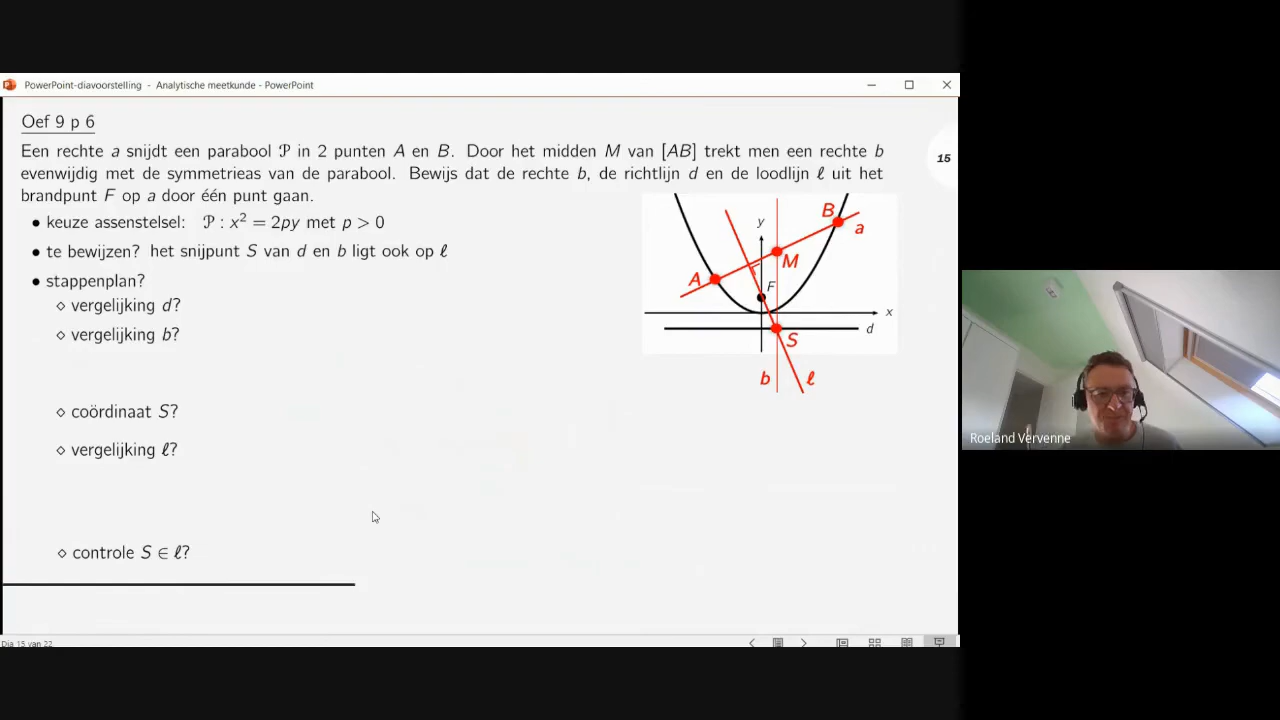 PowerPoint-diavoorstelling - Analytische meetkunde - PowerPoint
Oef 9 p 6
15
Een rechte a snijdt een parabool 𝒫 in 2 punten A en B. Door het midden M van [AB] trekt men een rechte b
evenwijdig met de symmetrieas van de parabool. Bewijs dat de rechte b, de richtlijn d en de loodlijn ℓ uit het
brandpunt F op a door één punt gaan.
• keuze assenstelsel: 𝒫 : x² = 2py met p > 0
• te bewijzen? het snijpunt S van d en b ligt ook op ℓ
• stappenplan?
⋄ vergelijking d?
⋄ vergelijking b?
⋄ coördinaat S?
⋄ vergelijking ℓ?
⋄ controle S ∈ ℓ?
y
B
a
M
A
F
x
d
S
b
ℓ
Roeland Vervenne
Dia 15 van 22